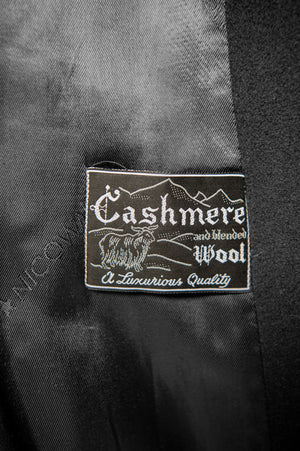 Cashmere
and blended
Wool
A Luxurious Quality